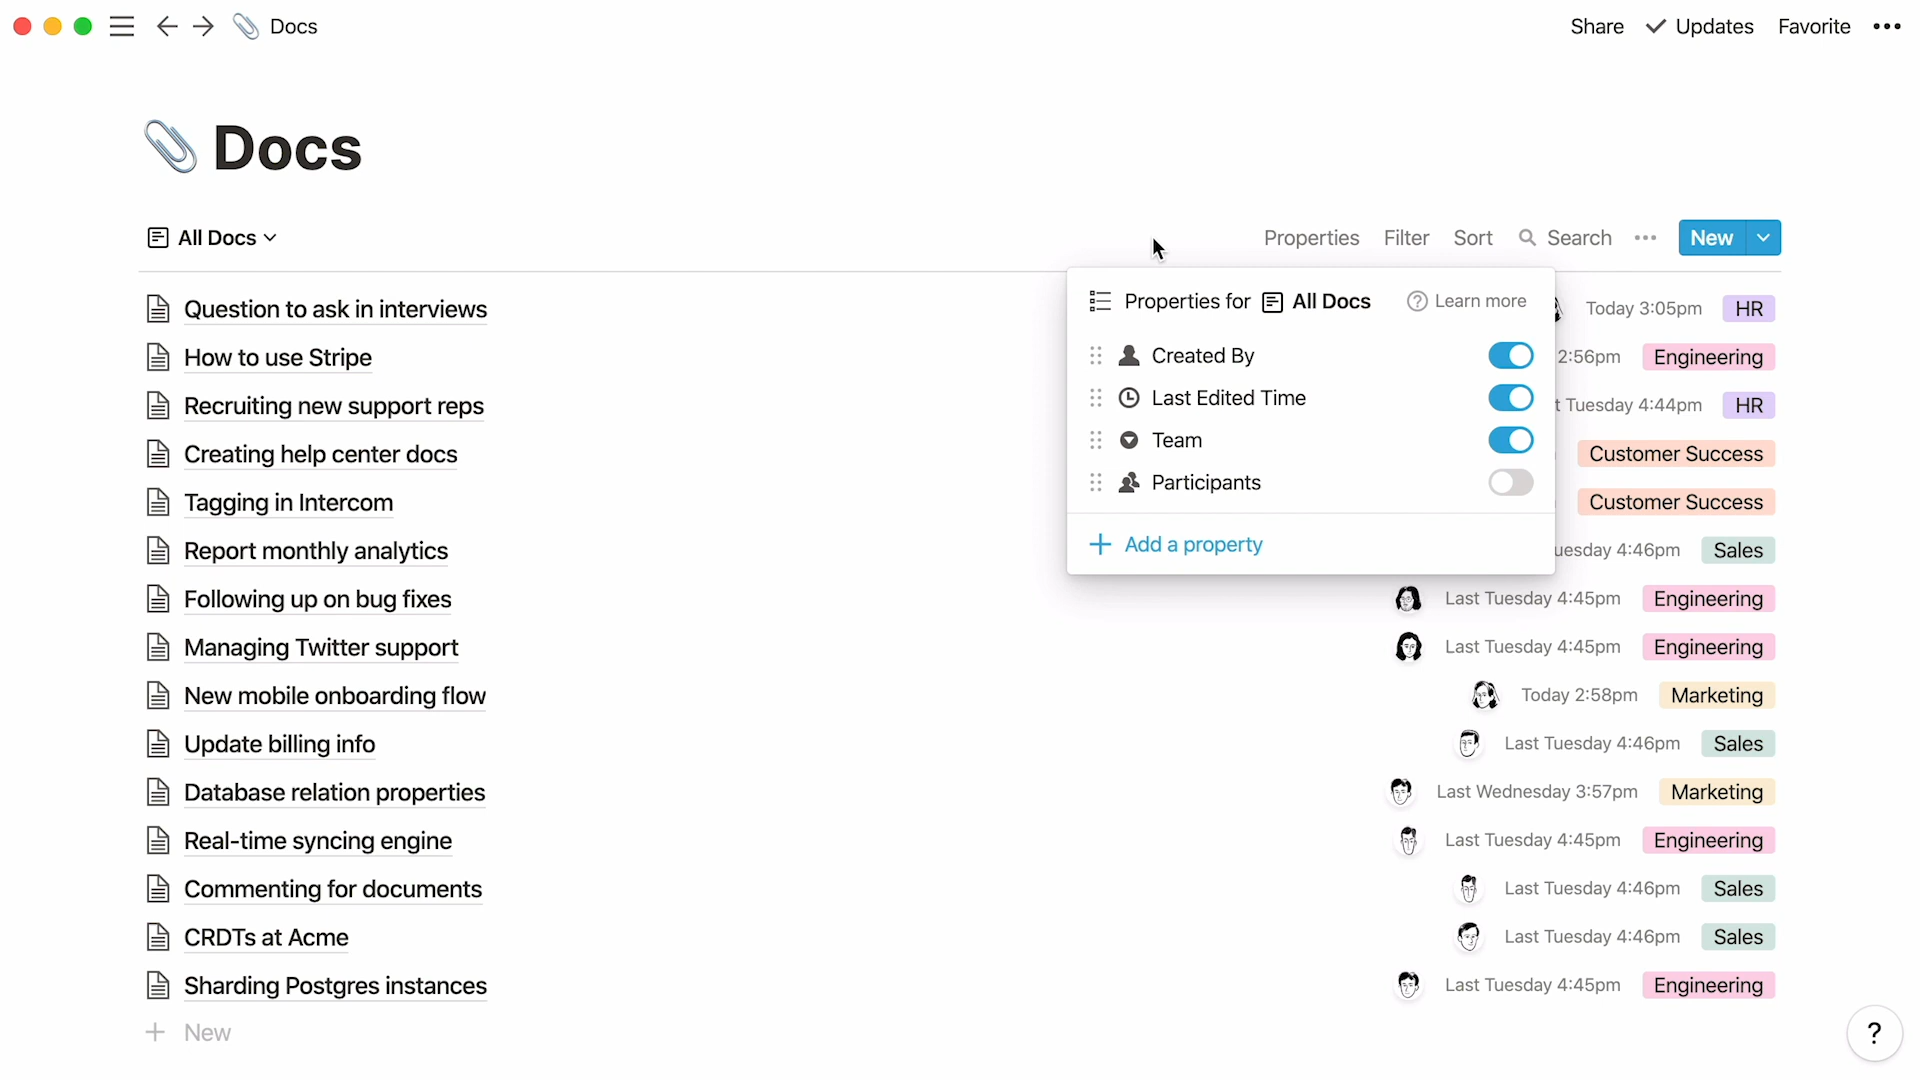 Docs
Share
Updates
Favorite
Docs
All Docs
Properties
Filter
Sort
Search
New
Properties for All Docs
Learn more
Created By
Last Edited Time
Team
Participants
Add a property
Question to ask in interviews Today 3:05pm HR
How to use Stripe 2:56pm Engineering
Recruiting new support reps t Tuesday 4:44pm HR
Creating help center docs Customer Success
Tagging in Intercom Customer Success
Report monthly analytics uesday 4:46pm Sales
Following up on bug fixes Last Tuesday 4:45pm Engineering
Managing Twitter support Last Tuesday 4:45pm Engineering
New mobile onboarding flow Today 2:58pm Marketing
Update billing info Last Tuesday 4:46pm Sales
Database relation properties Last Wednesday 3:57pm Marketing
Real-time syncing engine Last Tuesday 4:45pm Engineering
Commenting for documents Last Tuesday 4:46pm Sales
CRDTs at Acme Last Tuesday 4:46pm Sales
Sharding Postgres instances Last Tuesday 4:45pm Engineering
New
?